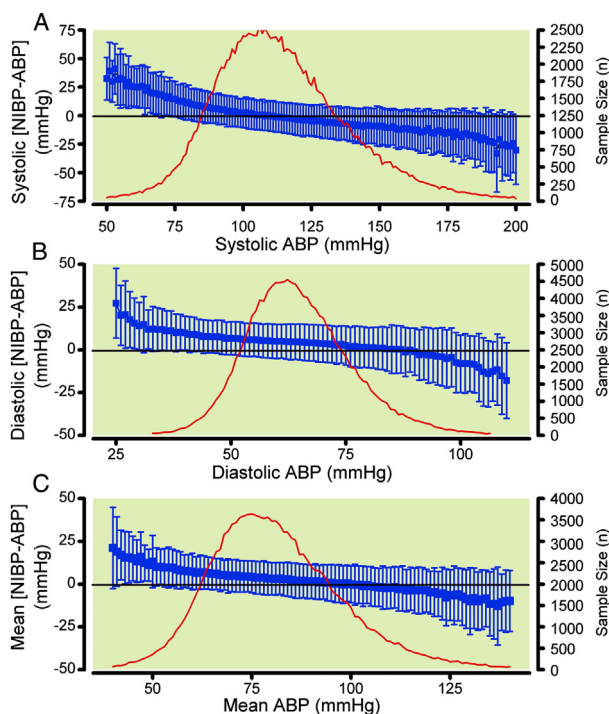 A
Systolic [NIBP-ABP]
(mmHg)
75
50
25
0
-25
-50
-75
2500
2250
2000
1750
1500
1250
1000
750
500
250
0
Sample Size (n)
50 75 100 125 150 175 200
Systolic ABP (mmHg)
B
Diastolic [NIBP-ABP]
(mmHg)
50
25
0
-25
-50
5000
4500
4000
3500
3000
2500
2000
1500
1000
500
0
Sample Size (n)
25 50 75 100
Diastolic ABP (mmHg)
C
Mean [NIBP-ABP]
(mmHg)
50
25
0
-25
-50
4000
3500
3000
2500
2000
1500
1000
500
0
Sample Size (n)
50 75 100 125
Mean ABP (mmHg)